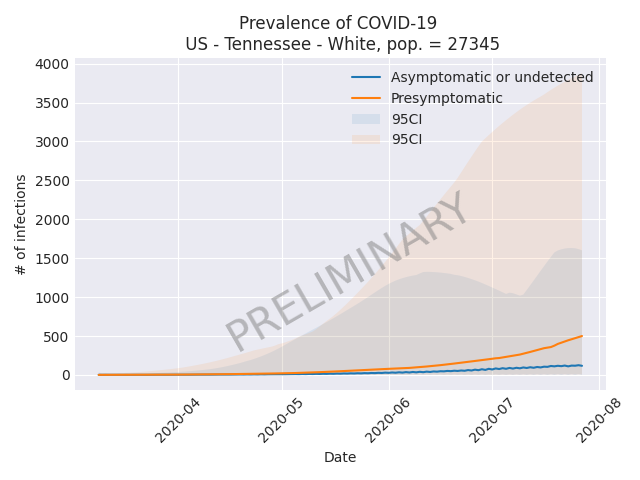 Prevalence of COVID-19
US - Tennessee - White, pop. = 27345
4000
3500
3000
2500
2000
1500
1000
500
0
# of infections
Asymptomatic or undetected
Presymptomatic
95CI
95CI
PRELIMINARY
2020-04
2020-05
2020-06
2020-07
2020-08
Date